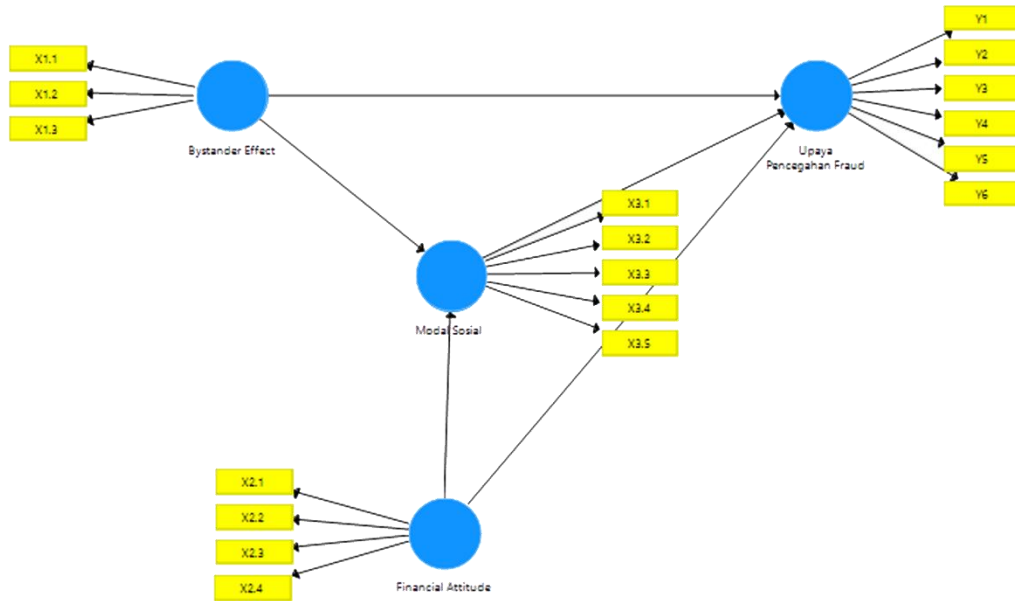 Y1
X1.1
Y2
X1.2
Y3
X1.3
Y4
Bystander Effect
Upaya
Pencegahan Fraud
Y5
Y6
X3.1
X3.2
X3.3
X3.4
Modal Sosial
X3.5
X2.1
X2.2
X2.3
X2.4
Financial Attitude